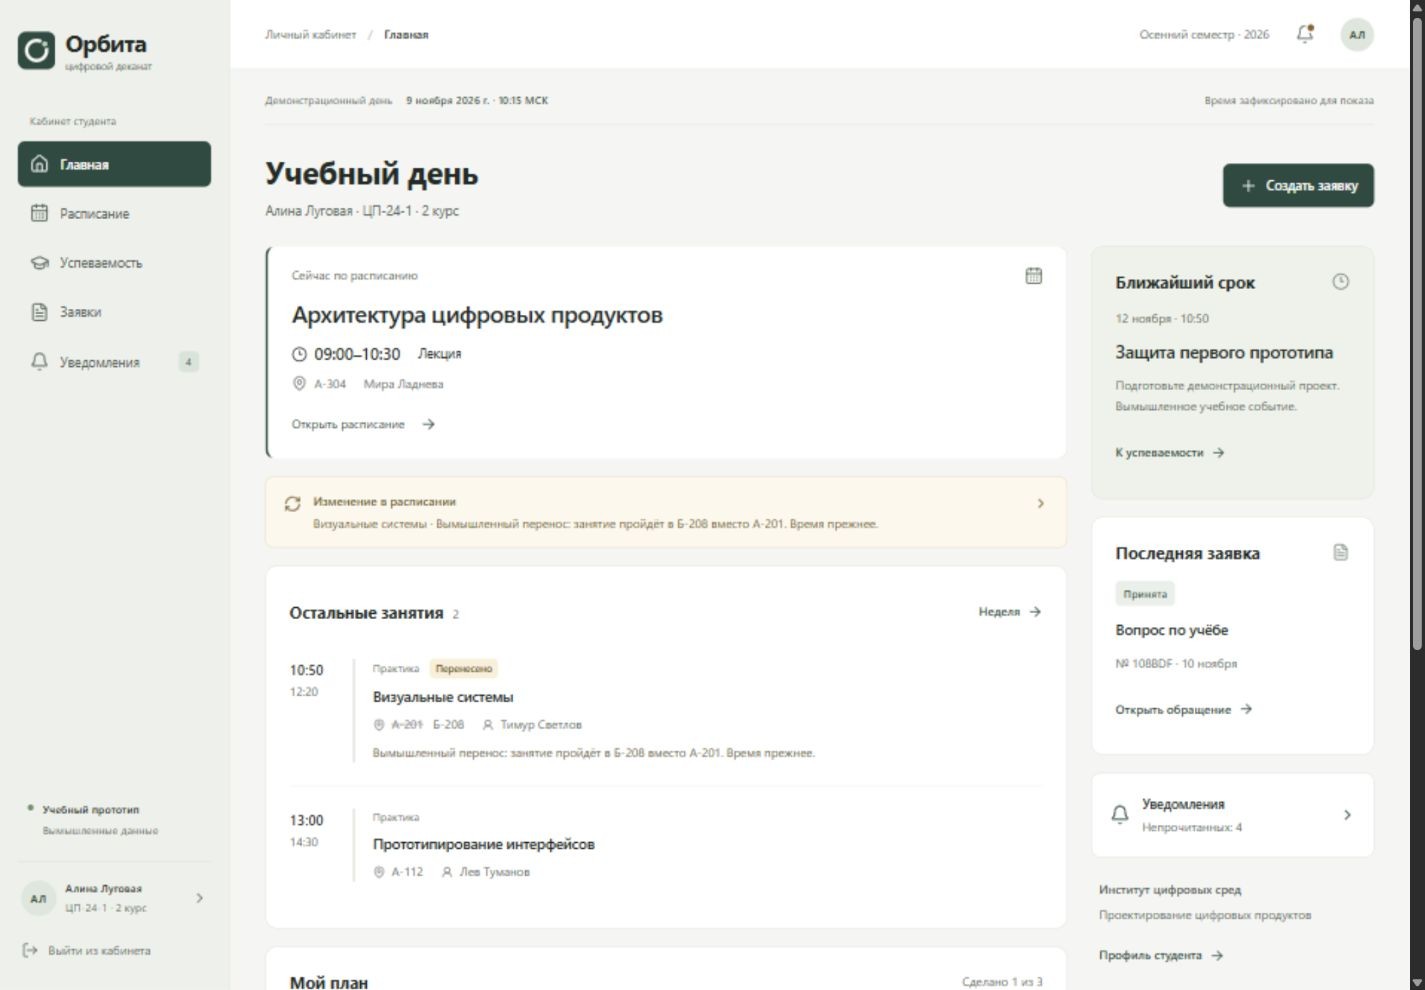 Орбита
цифровой деканат
Кабинет студента
Главная
Расписание
Успеваемость
Заявки
Уведомления 4
Учебный прототип
Вымышленные данные
АЛ
Алина Луговая
ЦП-24-1 · 2 курс
Выйти из кабинета
Личный кабинет / Главная
Осенний семестр · 2026
АЛ
Демонстрационный день 9 ноября 2026 г. · 10:15 МСК
Время зафиксировано для показа
Учебный день
Алина Луговая · ЦП-24-1 · 2 курс
Создать заявку
Сейчас по расписанию
Архитектура цифровых продуктов
09:00–10:30 Лекция
А-304 Мира Ладнева
Открыть расписание
Изменение в расписании
Визуальные системы · Вымышленный перенос: занятие пройдёт в Б-208 вместо А-201. Время прежнее.
Остальные занятия 2
Неделя
10:50
12:20
Практика Перенесено
Визуальные системы
А-201 Б-208 Тимур Светлов
Вымышленный перенос: занятие пройдёт в Б-208 вместо А-201. Время прежнее.
13:00
14:30
Практика
Прототипирование интерфейсов
А-112 Лев Туманов
Мой план
Сделано 1 из 3
Ближайший срок
12 ноября · 10:50
Защита первого прототипа
Подготовьте демонстрационный проект.
Вымышленное учебное событие.
К успеваемости
Последняя заявка
Принята
Вопрос по учёбе
№ 108BDF · 10 ноября
Открыть обращение
Уведомления
Непрочитанных: 4
Институт цифровых сред
Проектирование цифровых продуктов
Профиль студента